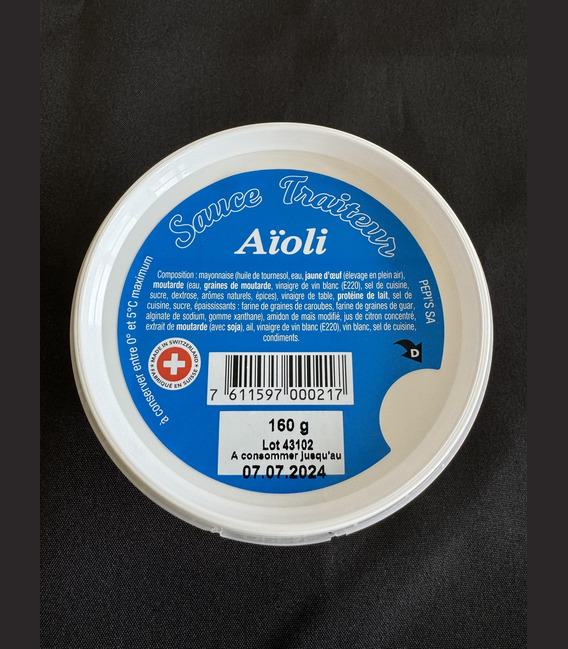 Sauce Traiteur
Aïoli
Composition : mayonnaise (huile de tournesol, eau, jaune d'œuf (élevage en plein air),
moutarde (eau, graines de moutarde, vinaigre de vin blanc (E220), sel de cuisine,
sucre, dextrose, arômes naturels, épices), vinaigre de table, protéine de lait, sel de
cuisine, sucre, épaississants : farine de graines de caroubes, farine de graines de guar,
alginate de sodium, gomme xanthane), amidon de maïs modifié, jus de citron concentré,
extrait de moutarde (avec soja), ail, vinaigre de vin blanc (E220), vin blanc, sel de cuisine,
condiments.
à conserver entre 0° et 5°C maximum
PEPI'S SA
D
MADE IN SWITZERLAND
FABRIQUÉ EN SUISSE
7 611597 000217
160 g
Lot 43102
A consommer jusqu'au
07.07.2024